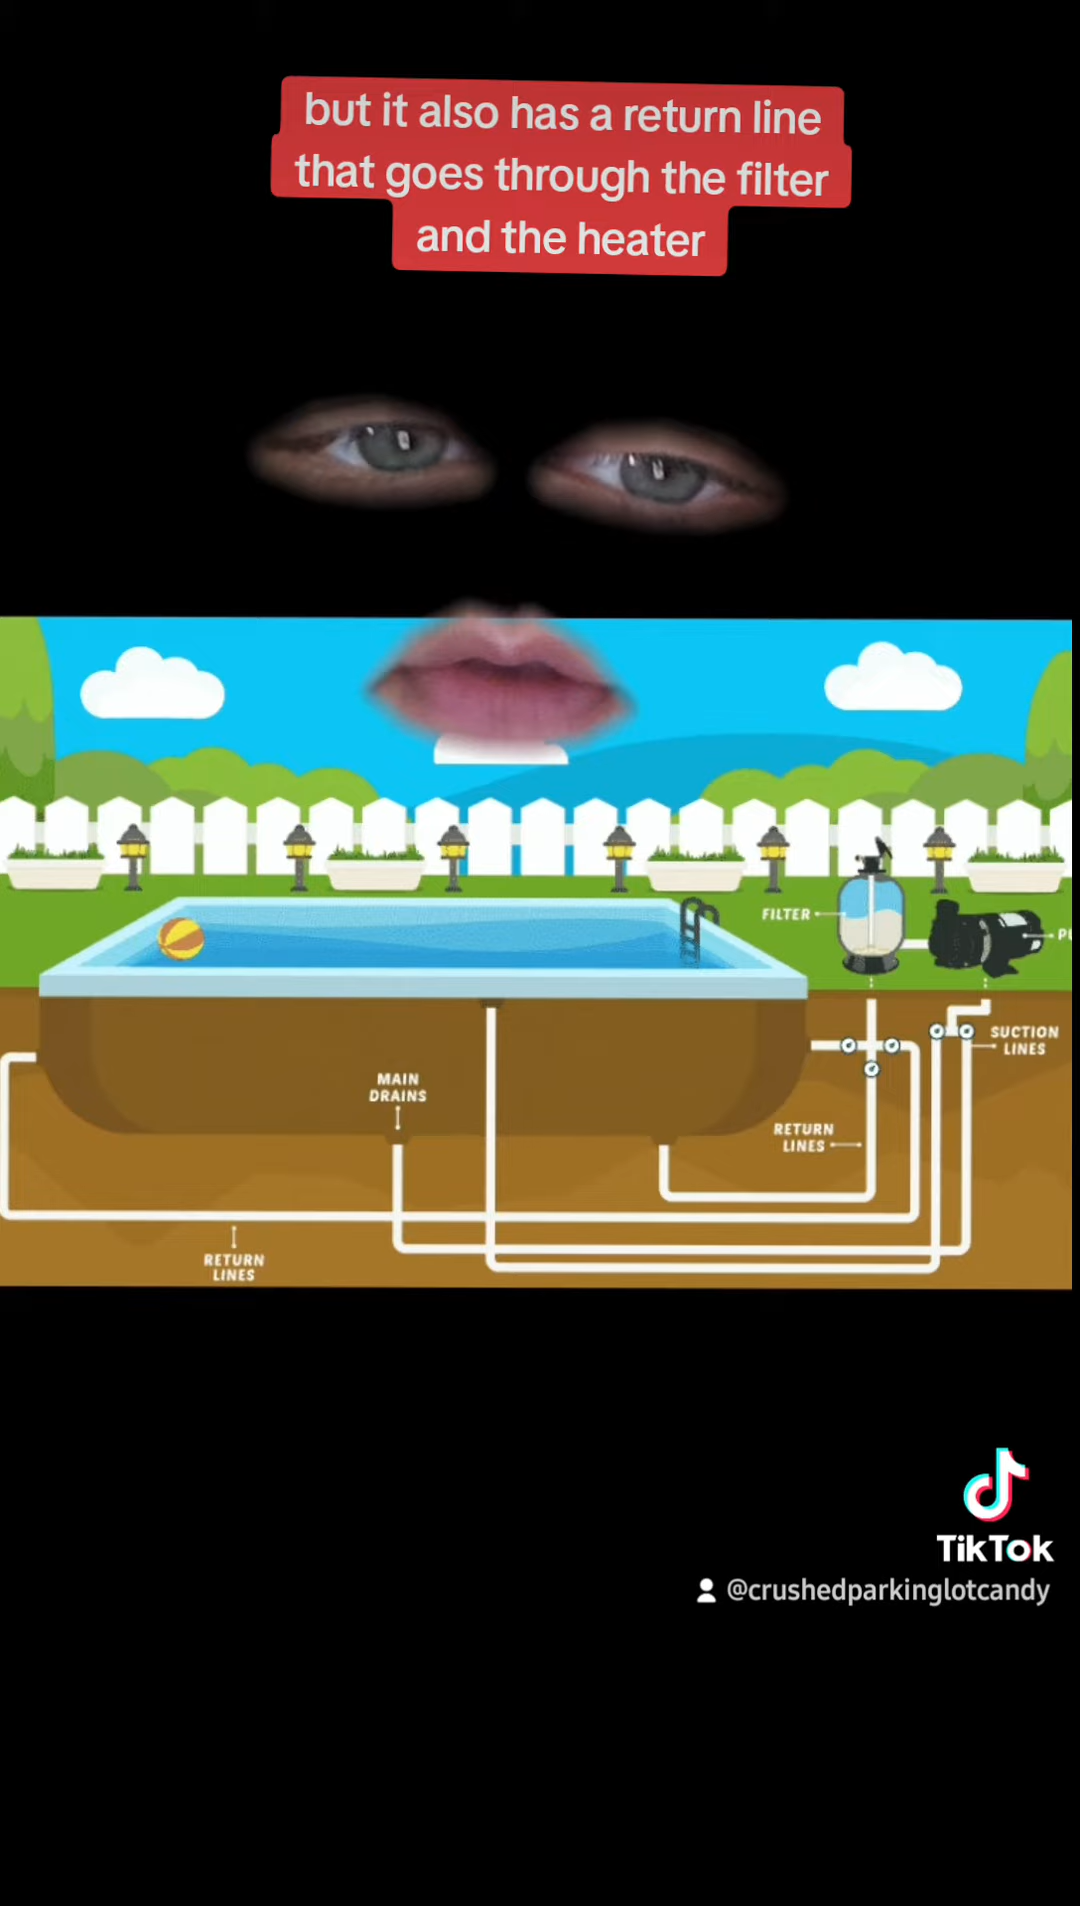 but it also has a return line
that goes through the filter
and the heater
FILTER
SUCTION
LINES
MAIN
DRAINS
RETURN
LINES
RETURN
LINES
TikTok
@crushedparkinglotcandy